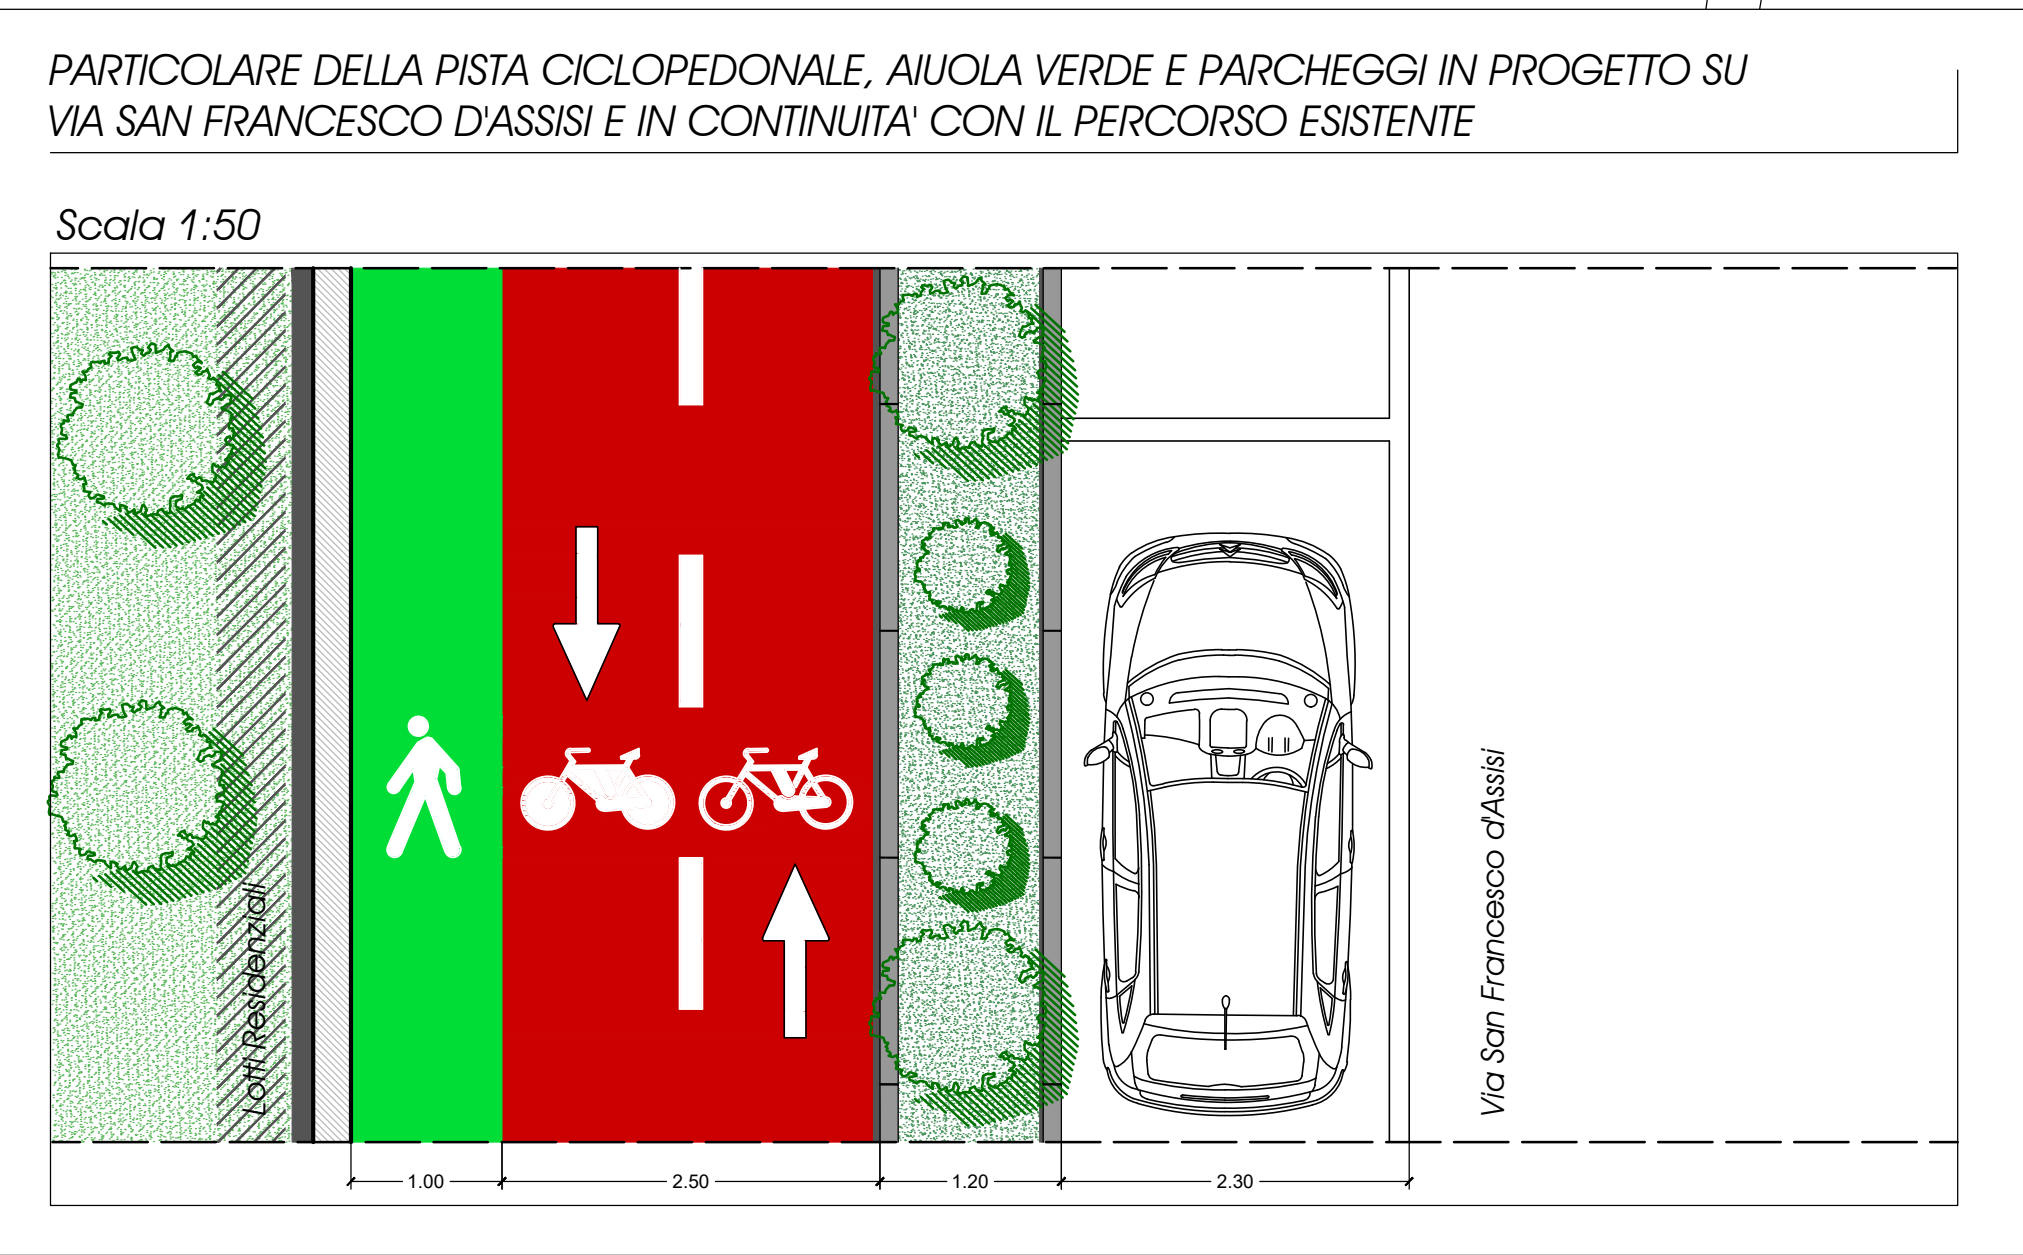 PARTICOLARE DELLA PISTA CICLOPEDONALE, AIUOLA VERDE E PARCHEGGI IN PROGETTO SU
VIA SAN FRANCESCO D'ASSISI E IN CONTINUITA' CON IL PERCORSO ESISTENTE
Scala 1:50
Lotti Residenziali
Via San Francesco d'Assisi
1.00
2.50
1.20
2.30